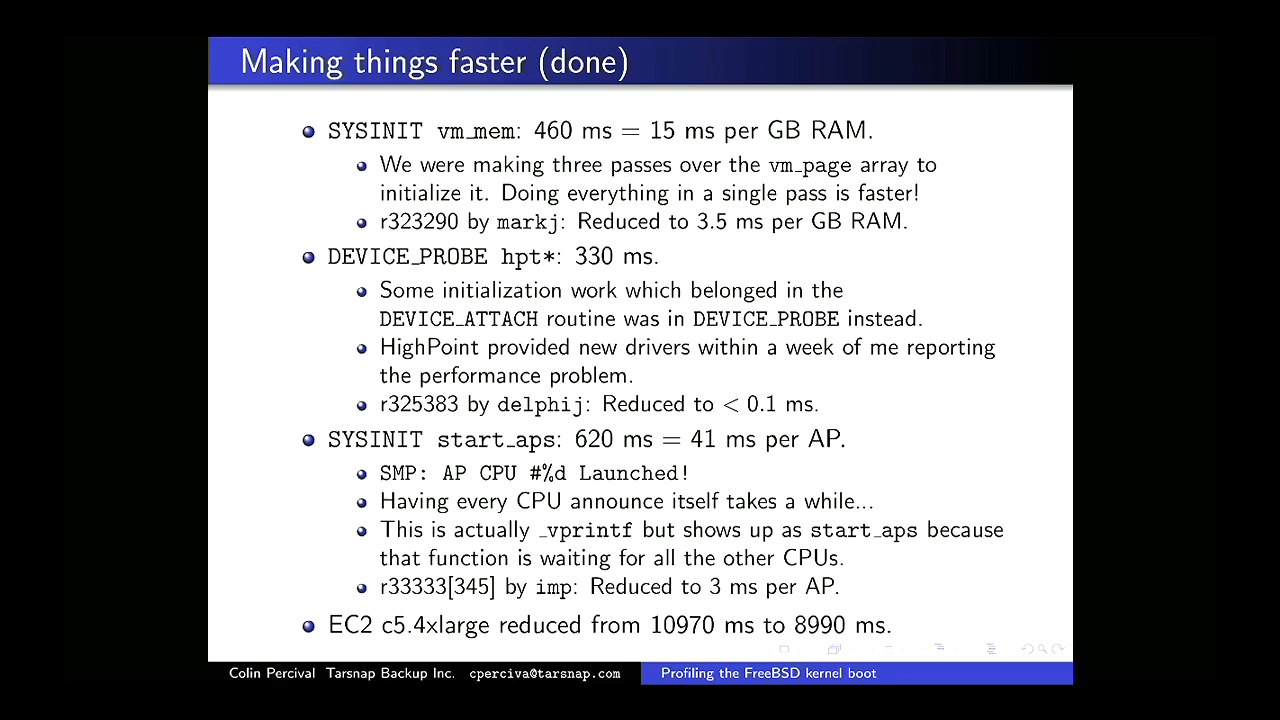 Making things faster (done)
SYSINIT vm_mem: 460 ms = 15 ms per GB RAM.
We were making three passes over the vm_page array to
initialize it. Doing everything in a single pass is faster!
r323290 by markj: Reduced to 3.5 ms per GB RAM.
DEVICE_PROBE hpt*: 330 ms.
Some initialization work which belonged in the
DEVICE_ATTACH routine was in DEVICE_PROBE instead.
HighPoint provided new drivers within a week of me reporting
the performance problem.
r325383 by delphij: Reduced to < 0.1 ms.
SYSINIT start_aps: 620 ms = 41 ms per AP.
SMP: AP CPU #%d Launched!
Having every CPU announce itself takes a while...
This is actually _vprintf but shows up as start_aps because
that function is waiting for all the other CPUs.
r33333[345] by imp: Reduced to 3 ms per AP.
EC2 c5.4xlarge reduced from 10970 ms to 8990 ms.
Colin Percival Tarsnap Backup Inc. cperciva@tarsnap.com
Profiling the FreeBSD kernel boot